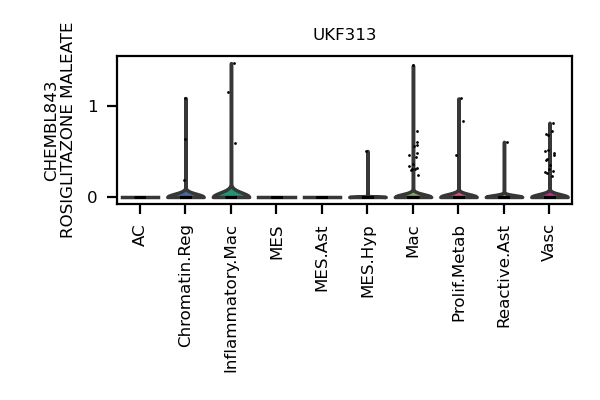 UKF313
CHEMBL843
ROSIGLITAZONE MALEATE
1
0
AC
Chromatin.Reg
Inflammatory.Mac
MES
MES.Ast
MES.Hyp
Mac
Prolif.Metab
Reactive.Ast
Vasc